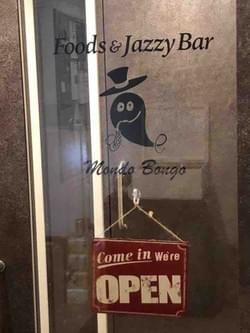 Foods & Jazzy Bar
Mondo Bongo
Come in We're
OPEN